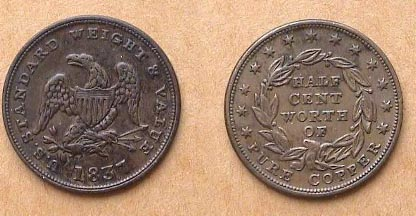 U.S. STANDARD WEIGHT & VALUE
1837
HALF
CENT
WORTH
OF
PURE COPPER